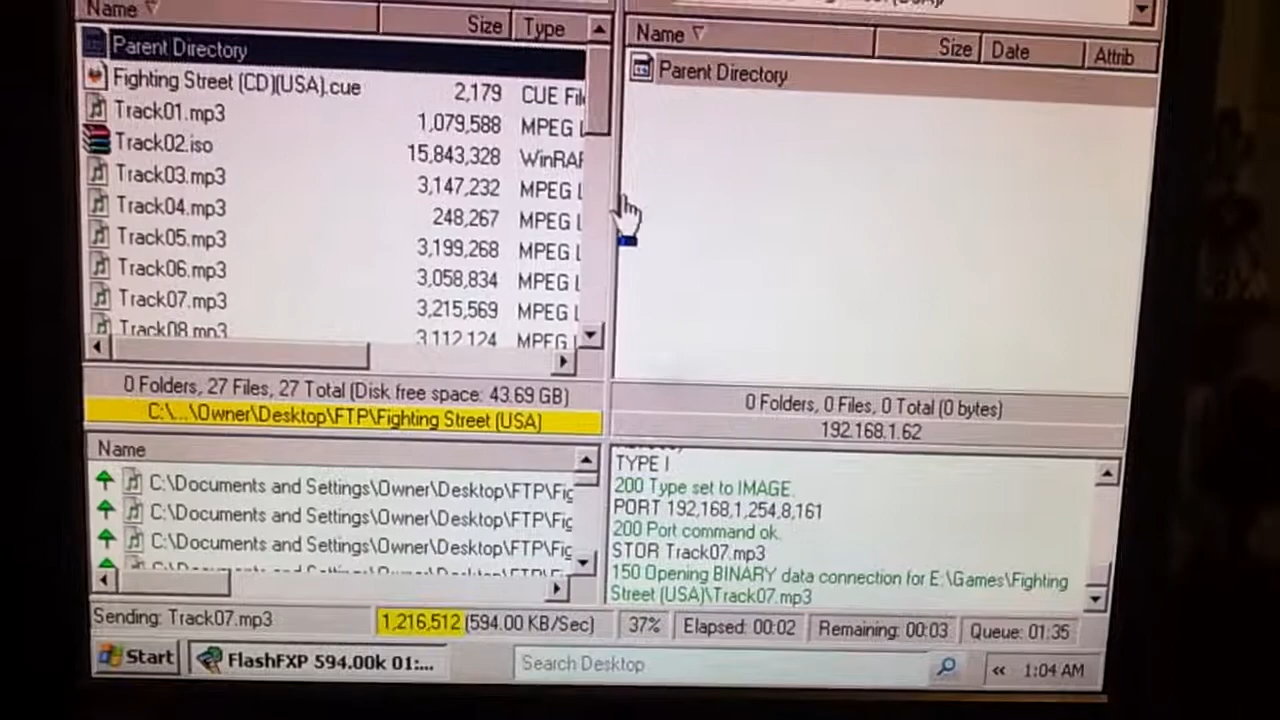 Name Size Type
Parent Directory
Fighting Street (CD)(USA).cue 2,179 CUE Fil
Track01.mp3 1,079,588 MPEG L
Track02.iso 15,843,328 WinRAR
Track03.mp3 3,147,232 MPEG L
Track04.mp3 248,267 MPEG L
Track05.mp3 3,199,268 MPEG L
Track06.mp3 3,058,834 MPEG L
Track07.mp3 3,215,569 MPEG L
Track08.mp3 3,112,124 MPEG L
0 Folders, 27 Files, 27 Total (Disk free space: 43.69 GB)
C:\...\Owner\Desktop\FTP\Fighting Street (USA)
Name Size Date Attrib
Parent Directory
0 Folders, 0 Files, 0 Total (0 bytes)
192.168.1.62
Name
C:\Documents and Settings\Owner\Desktop\FTP\Fig
C:\Documents and Settings\Owner\Desktop\FTP\Fig
C:\Documents and Settings\Owner\Desktop\FTP\Fig
TYPE I
200 Type set to IMAGE.
PORT 192,168,1,254,8,161
200 Port command ok.
STOR Track07.mp3
150 Opening BINARY data connection for E:\Games\Fighting
Street (USA)\Track07.mp3
Sending: Track07.mp3 1,216,512 (594.00 KB/Sec) 37% Elapsed: 00:02 Remaining: 00:03 Queue: 01:35
Start FlashFXP 594.00k 01:... Search Desktop « 1:04 AM